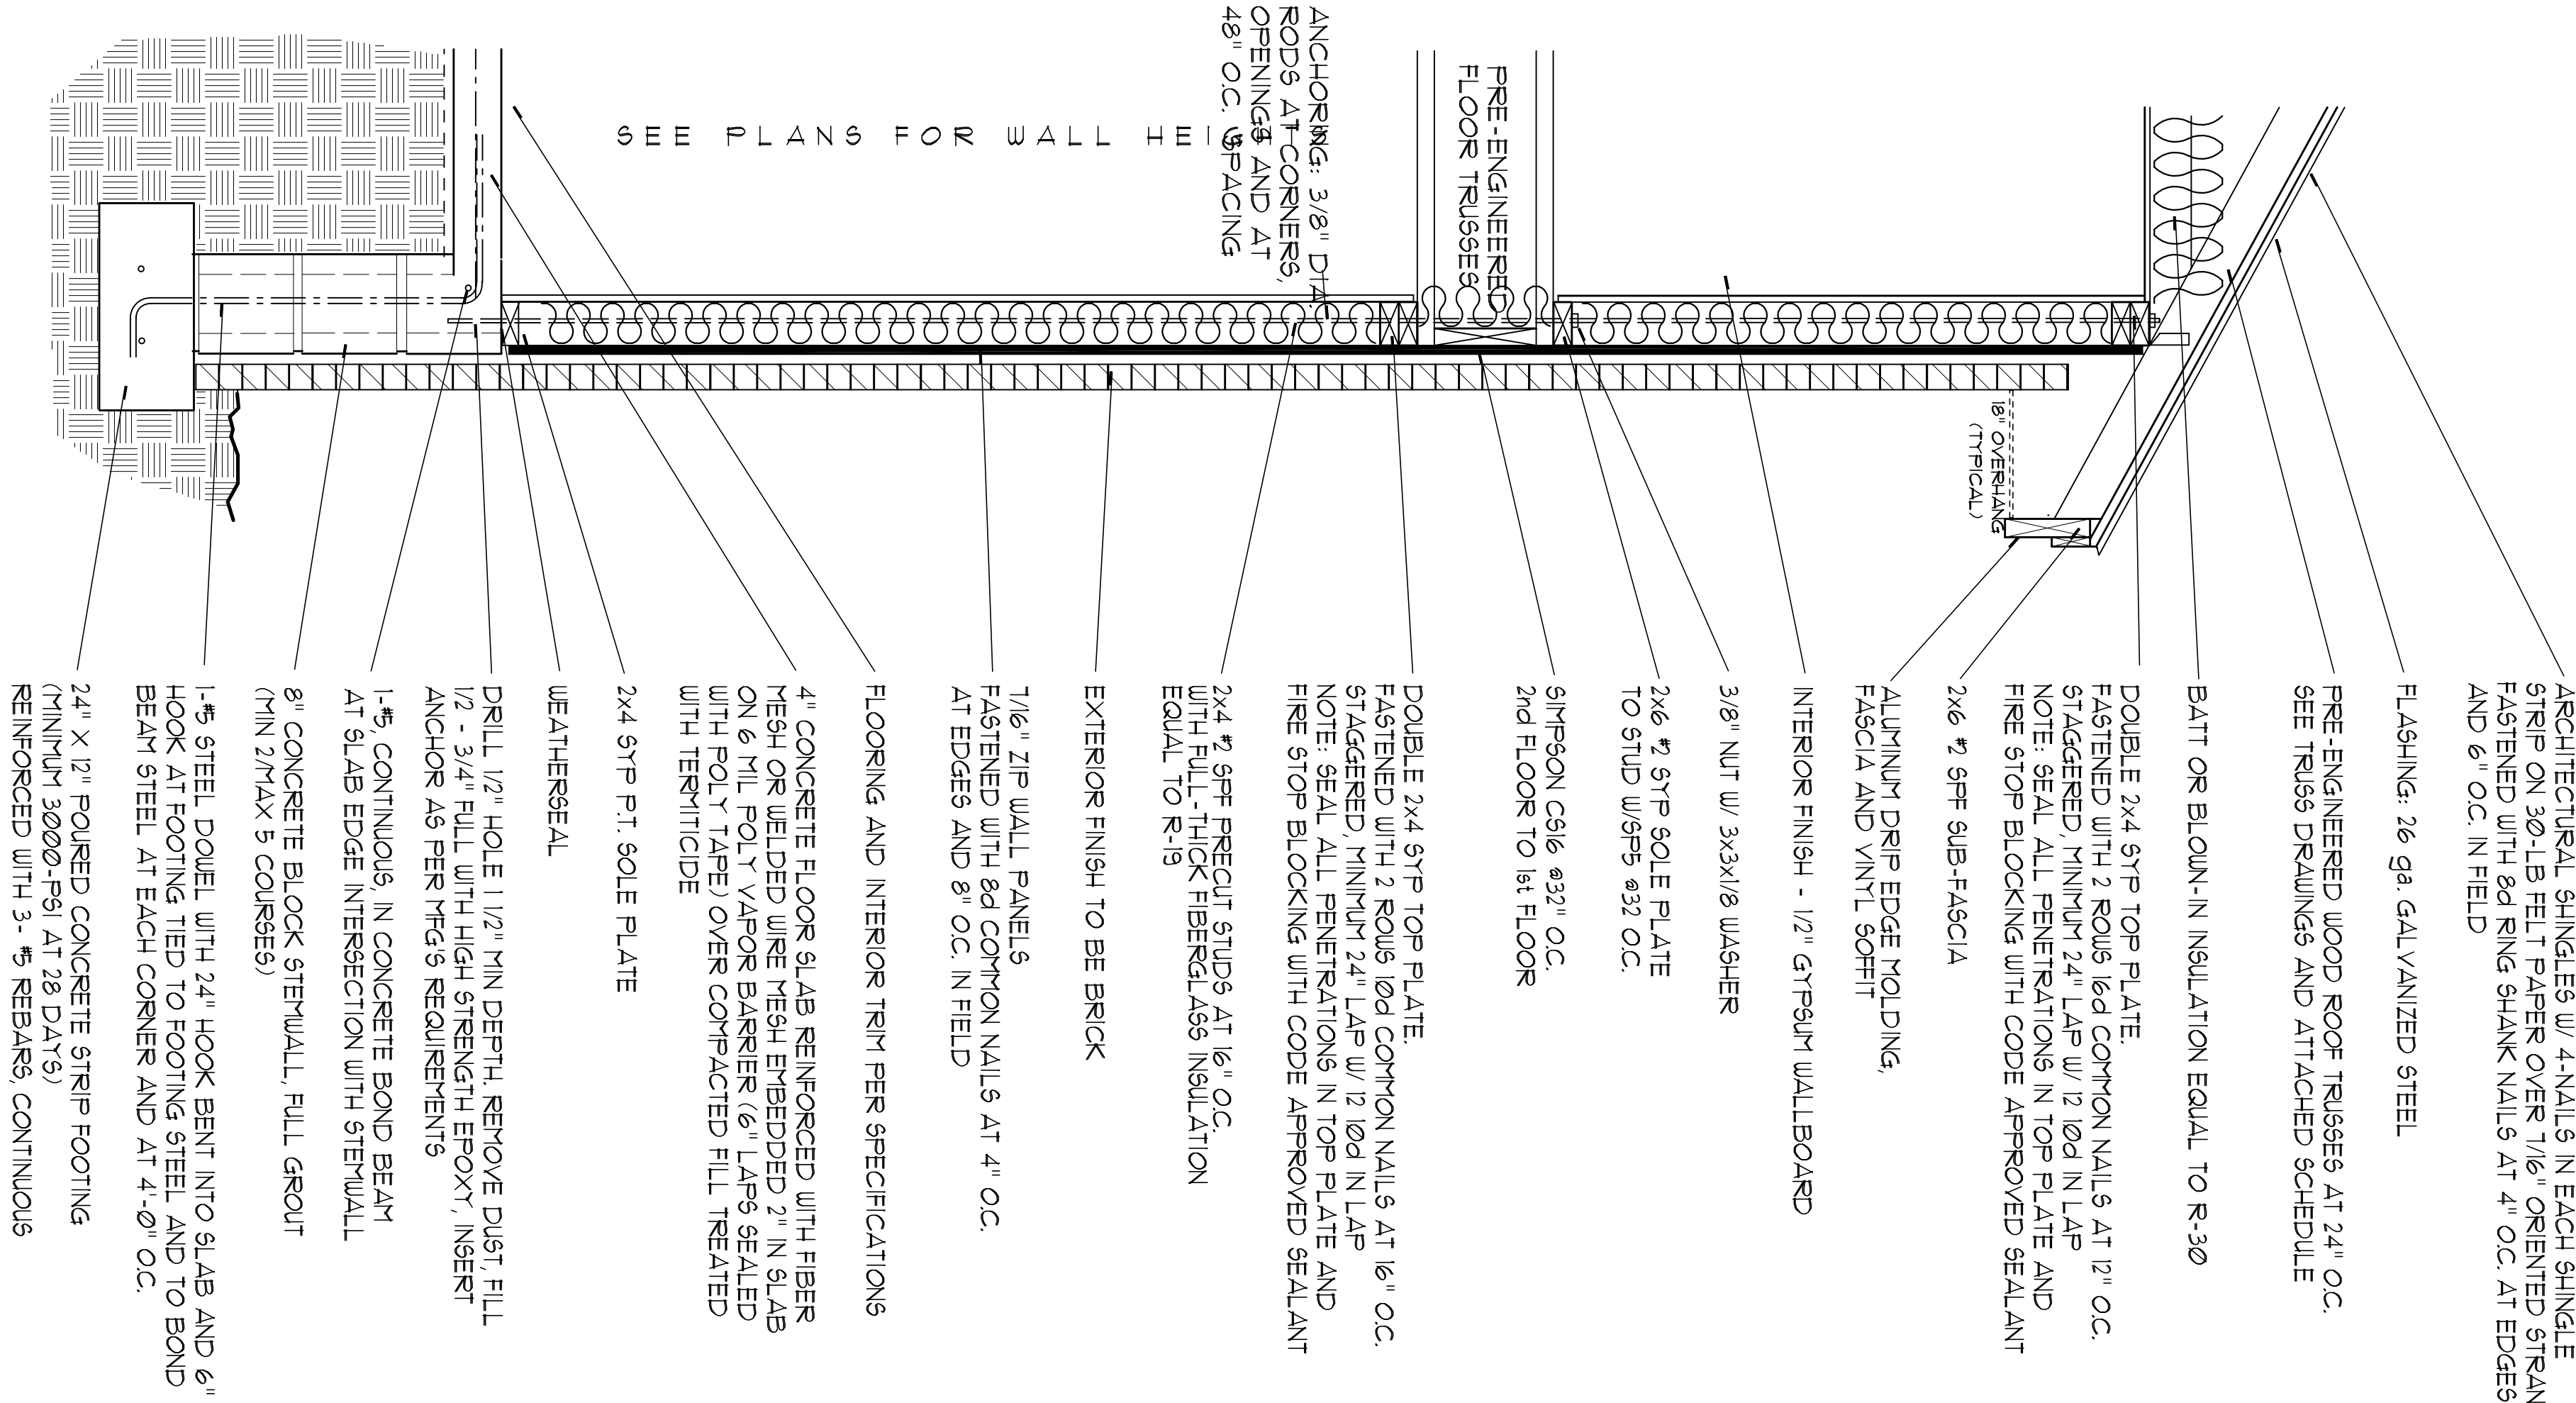 ARCHITECTURAL SHINGLES W/ 4-NAILS IN EACH SHINGLE
STRIP ON 30-LB FELT PAPER OVER 7/16" ORIENTED STRAN
FASTENED WITH 8d RING SHANK NAILS AT 4" O.C. AT EDGES
AND 6" O.C. IN FIELD
FLASHING: 26 ga. GALVANIZED STEEL
PRE-ENGINEERED WOOD ROOF TRUSSES AT 24" O.C.
SEE TRUSS DRAWINGS AND ATTACHED SCHEDULE
BATT OR BLOWN-IN INSULATION EQUAL TO R-30
DOUBLE 2x4 SYP TOP PLATE.
FASTENED WITH 2 ROWS 16d COMMON NAILS AT 12" O.C.
STAGGERED, MINIMUM 24" LAP W/ 12 10d IN LAP
NOTE: SEAL ALL PENETRATIONS IN TOP PLATE AND
FIRE STOP BLOCKING WITH CODE APPROVED SEALANT
18" OVERHANG
(TYPICAL)
2x6 #2 SPF SUB-FASCIA
ALUMINUM DRIP EDGE MOLDING,
FASCIA AND VINYL SOFFIT
INTERIOR FINISH - 1/2" GYPSUM WALLBOARD
3/8" NUT W/ 3x3x1/8 WASHER
2x6 #2 SYP SOLE PLATE
TO STUD W/SP5 @32 O.C.
SIMPSON CS16 @32" O.C.
2nd FLOOR TO 1st FLOOR
PRE-ENGINEERED
FLOOR TRUSSES
DOUBLE 2x4 SYP TOP PLATE.
FASTENED WITH 2 ROWS 10d COMMON NAILS AT 16" O.C.
STAGGERED, MINIMUM 24" LAP W/ 12 10d IN LAP
NOTE: SEAL ALL PENETRATIONS IN TOP PLATE AND
FIRE STOP BLOCKING WITH CODE APPROVED SEALANT
ANCHORING: 3/8" DIA.
RODS AT CORNERS,
OPENINGS AND AT
48" O.C. SPACING
2x4 #2 SPF PRECUT STUDS AT 16" O.C.
WITH FULL-THICK FIBERGLASS INSULATION
EQUAL TO R-19
SEE PLANS FOR WALL
EXTERIOR FINISH TO BE BRICK
7/16" ZIP WALL PANELS
FASTENED WITH 8d COMMON NAILS AT 4" O.C.
AT EDGES AND 8" O.C. IN FIELD
FLOORING AND INTERIOR TRIM PER SPECIFICATIONS
4" CONCRETE FLOOR SLAB REINFORCED WITH FIBER
MESH OR WELDED WIRE MESH EMBEDDED 2" IN SLAB
ON 6 MIL POLY VAPOR BARRIER (6" LAPS SEALED
WITH POLY TAPE) OVER COMPACTED FILL TREATED
WITH TERMITICIDE
2x4 SYP P.T. SOLE PLATE
WEATHERSEAL
DRILL 1/2" HOLE 1 1/2" MIN DEPTH. REMOVE DUST, FILL
1/2 - 3/4" FULL WITH HIGH STRENGTH EPOXY, INSERT
ANCHOR AS PER MFG'S REQUIREMENTS
1-#5, CONTINUOUS, IN CONCRETE BOND BEAM
AT SLAB EDGE INTERSECTION WITH STEMWALL
8" CONCRETE BLOCK STEMWALL, FULL GROUT
(MIN 2/MAX 5 COURSES)
1-#5 STEEL DOWEL WITH 24" HOOK BENT INTO SLAB AND 6"
HOOK AT FOOTING TIED TO FOOTING STEEL AND TO BOND
BEAM STEEL AT EACH CORNER AND AT 4'-0" O.C.
24" X 12" POURED CONCRETE STRIP FOOTING
(MINIMUM 3000-PSI AT 28 DAYS)
REINFORCED WITH 3- #5 REBARS, CONTINUOUS